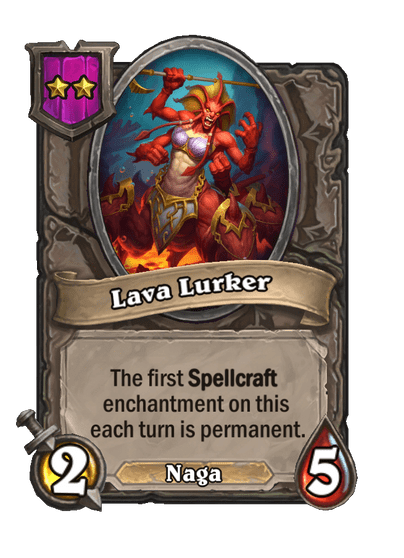 Lava Lurker
The first Spellcraft
enchantment on this
each turn is permanent.
2
Naga
5